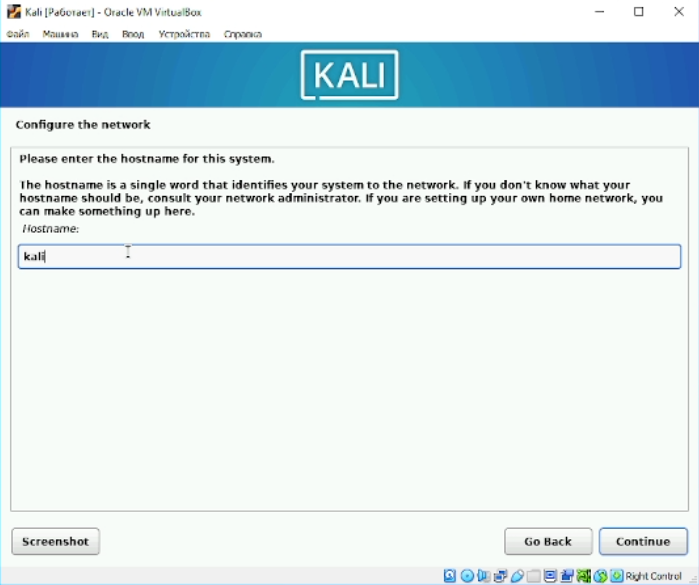 Kali [Работает] - Oracle VM VirtualBox
Файл Машина Вид Ввод Устройства Справка
KALI
Configure the network
Please enter the hostname for this system.
The hostname is a single word that identifies your system to the network. If you don't know what your
hostname should be, consult your network administrator. If you are setting up your own home network, you
can make something up here.
Hostname:
kali
Screenshot Go Back Continue
Right Control